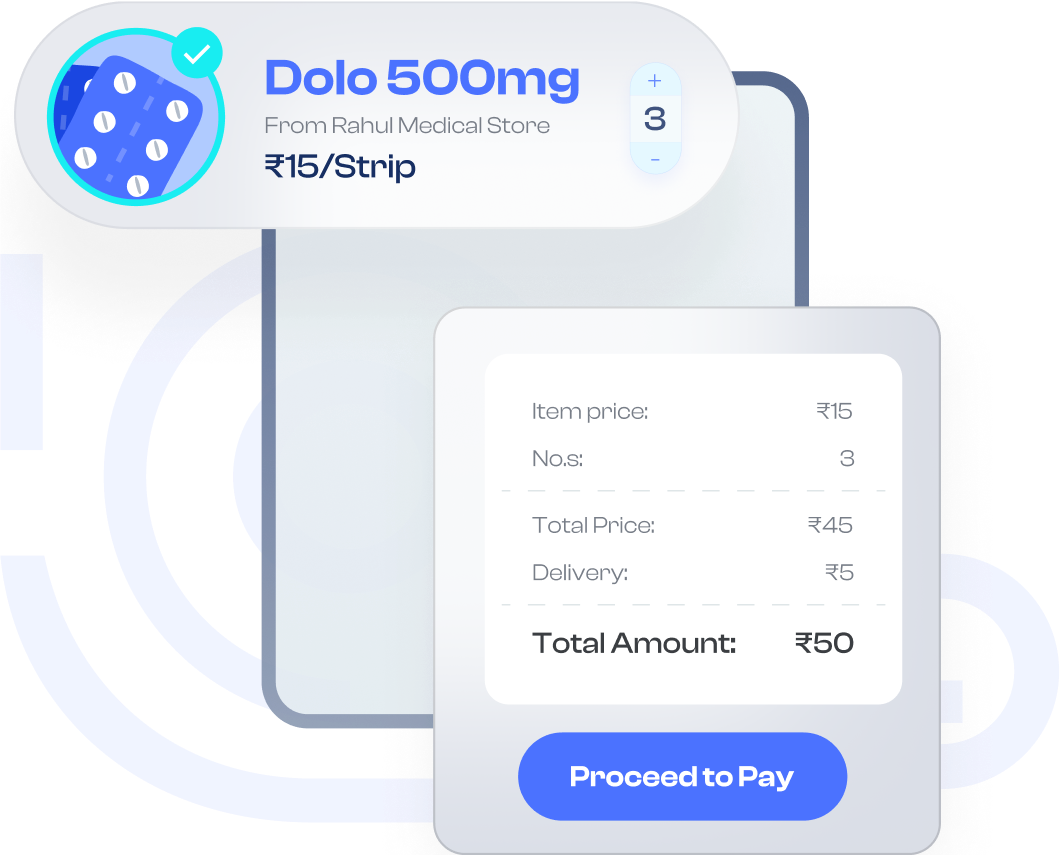 Dolo 500mg
From Rahul Medical Store
₹15/Strip
+
3
-
Item price: ₹15
No.s: 3
Total Price: ₹45
Delivery: ₹5
Total Amount: ₹50
Proceed to Pay